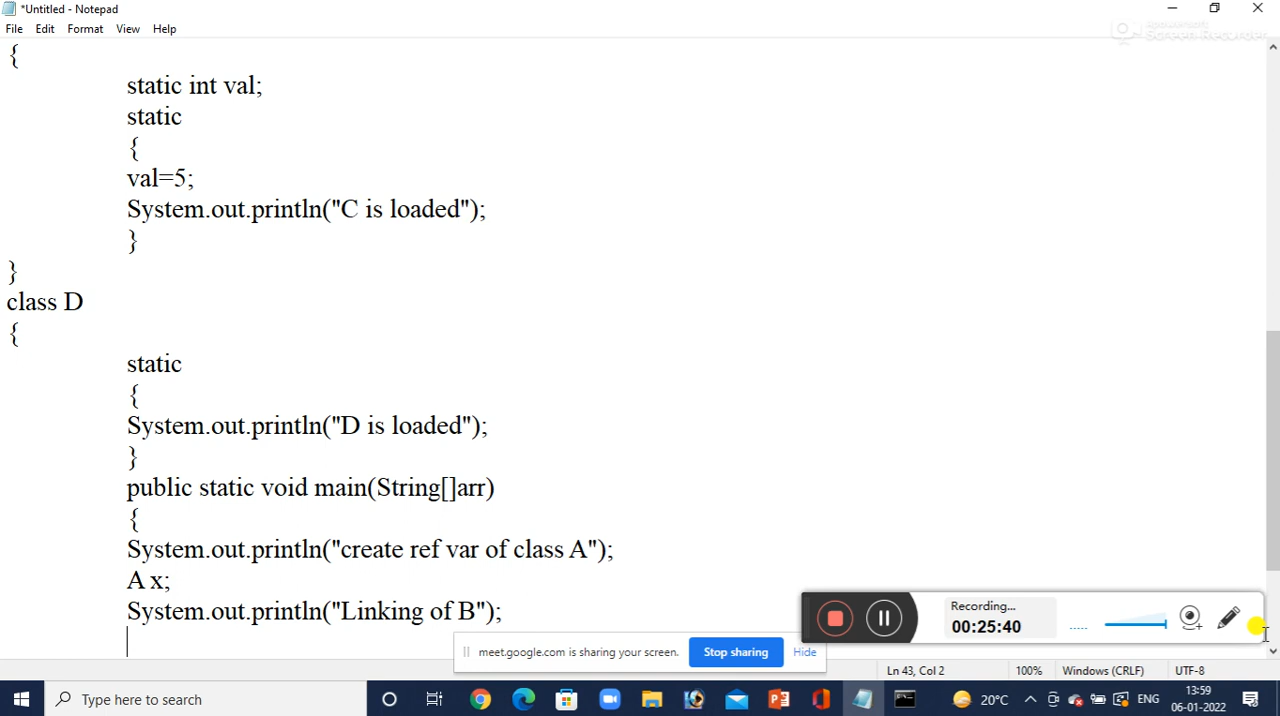 *Untitled - Notepad
File Edit Format View Help
Apowersoft
Screen Recorder
{
static int val;
static
{
val=5;
System.out.println("C is loaded");
}
}
class D
{
static
{
System.out.println("D is loaded");
}
public static void main(String[]arr)
{
System.out.println("create ref var of class A");
A x;
System.out.println("Linking of B");
Recording...
00:25:40
meet.google.com is sharing your screen. Stop sharing Hide
Ln 43, Col 2 100% Windows (CRLF) UTF-8
Type here to search
20°C ENG 13:59
06-01-2022